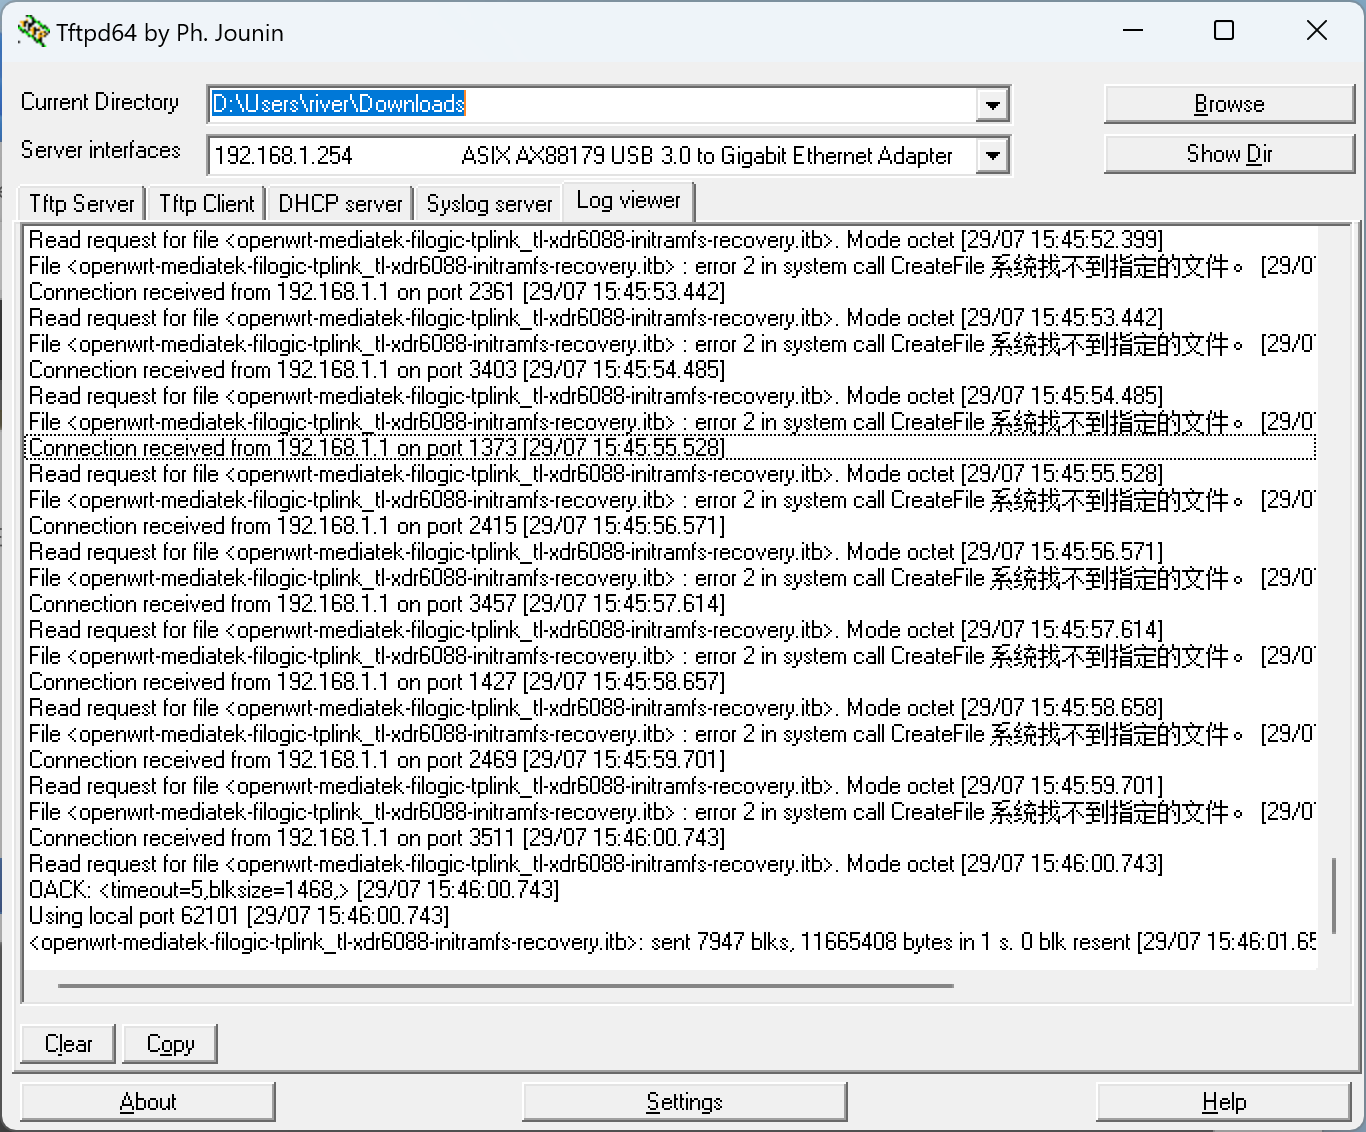 Tftpd64 by Ph. Jounin
Current Directory D:\Users\river\Downloads Browse
Server interfaces 192.168.1.254 ASIX AX88179 USB 3.0 to Gigabit Ethernet Adapter Show Dir
Tftp Server Tftp Client DHCP server Syslog server Log viewer
Read request for file <openwrt-mediatek-filogic-tplink_tl-xdr6088-initramfs-recovery.itb>. Mode octet [29/07 15:45:52.399]
File <openwrt-mediatek-filogic-tplink_tl-xdr6088-initramfs-recovery.itb> : error 2 in system call CreateFile 系统找不到指定的文件。 [29/0
Connection received from 192.168.1.1 on port 2361 [29/07 15:45:53.442]
Read request for file <openwrt-mediatek-filogic-tplink_tl-xdr6088-initramfs-recovery.itb>. Mode octet [29/07 15:45:53.442]
File <openwrt-mediatek-filogic-tplink_tl-xdr6088-initramfs-recovery.itb> : error 2 in system call CreateFile 系统找不到指定的文件。 [29/0
Connection received from 192.168.1.1 on port 3403 [29/07 15:45:54.485]
Read request for file <openwrt-mediatek-filogic-tplink_tl-xdr6088-initramfs-recovery.itb>. Mode octet [29/07 15:45:54.485]
File <openwrt-mediatek-filogic-tplink_tl-xdr6088-initramfs-recovery.itb> : error 2 in system call CreateFile 系统找不到指定的文件。 [29/0
Connection received from 192.168.1.1 on port 1373 [29/07 15:45:55.528]
Read request for file <openwrt-mediatek-filogic-tplink_tl-xdr6088-initramfs-recovery.itb>. Mode octet [29/07 15:45:55.528]
File <openwrt-mediatek-filogic-tplink_tl-xdr6088-initramfs-recovery.itb> : error 2 in system call CreateFile 系统找不到指定的文件。 [29/0
Connection received from 192.168.1.1 on port 2415 [29/07 15:45:56.571]
Read request for file <openwrt-mediatek-filogic-tplink_tl-xdr6088-initramfs-recovery.itb>. Mode octet [29/07 15:45:56.571]
File <openwrt-mediatek-filogic-tplink_tl-xdr6088-initramfs-recovery.itb> : error 2 in system call CreateFile 系统找不到指定的文件。 [29/0
Connection received from 192.168.1.1 on port 3457 [29/07 15:45:57.614]
Read request for file <openwrt-mediatek-filogic-tplink_tl-xdr6088-initramfs-recovery.itb>. Mode octet [29/07 15:45:57.614]
File <openwrt-mediatek-filogic-tplink_tl-xdr6088-initramfs-recovery.itb> : error 2 in system call CreateFile 系统找不到指定的文件。 [29/0
Connection received from 192.168.1.1 on port 1427 [29/07 15:45:58.657]
Read request for file <openwrt-mediatek-filogic-tplink_tl-xdr6088-initramfs-recovery.itb>. Mode octet [29/07 15:45:58.658]
File <openwrt-mediatek-filogic-tplink_tl-xdr6088-initramfs-recovery.itb> : error 2 in system call CreateFile 系统找不到指定的文件。 [29/0
Connection received from 192.168.1.1 on port 2469 [29/07 15:45:59.701]
Read request for file <openwrt-mediatek-filogic-tplink_tl-xdr6088-initramfs-recovery.itb>. Mode octet [29/07 15:45:59.701]
File <openwrt-mediatek-filogic-tplink_tl-xdr6088-initramfs-recovery.itb> : error 2 in system call CreateFile 系统找不到指定的文件。 [29/0
Connection received from 192.168.1.1 on port 3511 [29/07 15:46:00.743]
Read request for file <openwrt-mediatek-filogic-tplink_tl-xdr6088-initramfs-recovery.itb>. Mode octet [29/07 15:46:00.743]
OACK: <timeout=5,blksize=1468,> [29/07 15:46:00.743]
Using local port 62101 [29/07 15:46:00.743]
<openwrt-mediatek-filogic-tplink_tl-xdr6088-initramfs-recovery.itb>: sent 7947 blks, 11665408 bytes in 1 s. 0 blk resent [29/07 15:46:01.65
Clear Copy
About Settings Help